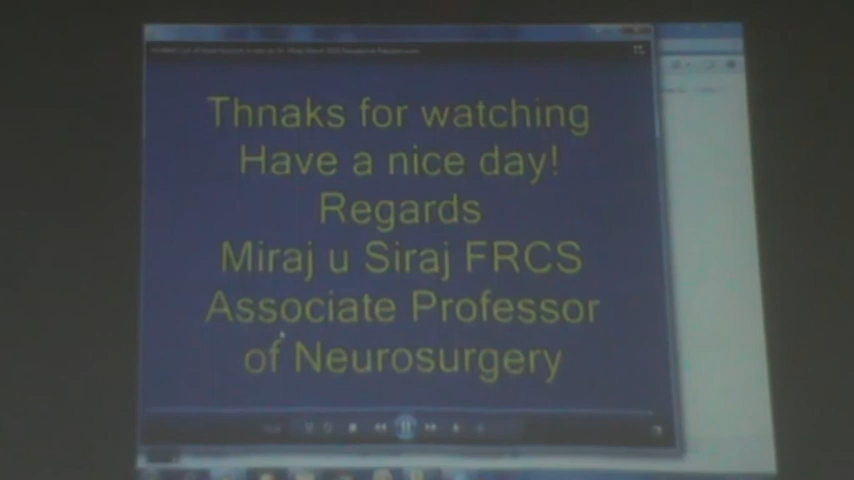 Thnaks for watching
Have a nice day!
Regards
Miraj u Siraj FRCS
Associate Professor
of Neurosurgery